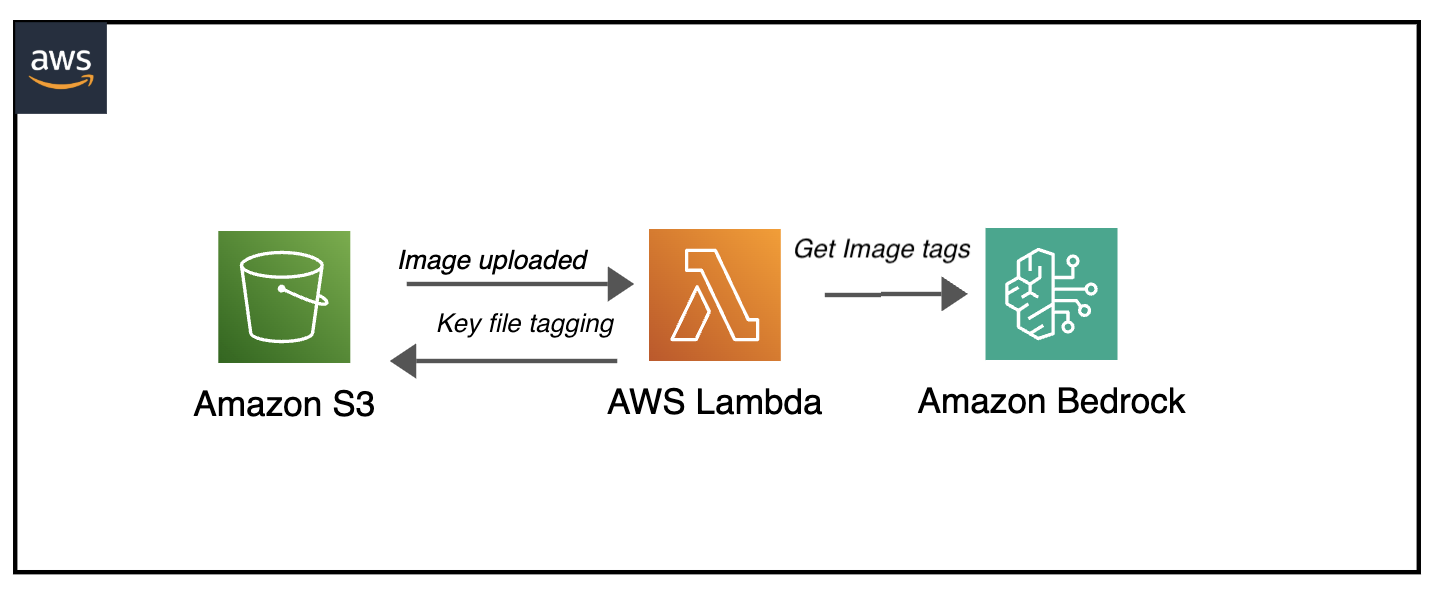 aws
Image uploaded
Get Image tags
Key file tagging
Amazon S3
AWS Lambda
Amazon Bedrock